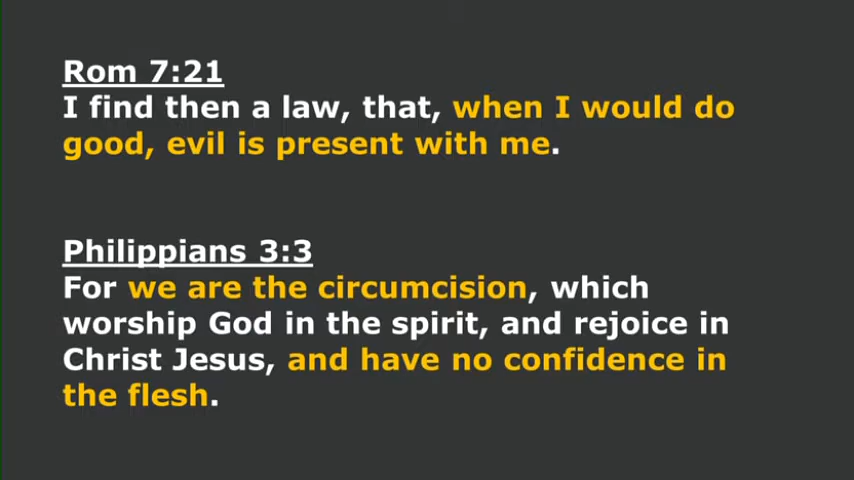 Rom 7:21
I find then a law, that, when I would do
good, evil is present with me.
Philippians 3:3
For we are the circumcision, which
worship God in the spirit, and rejoice in
Christ Jesus, and have no confidence in
the flesh.